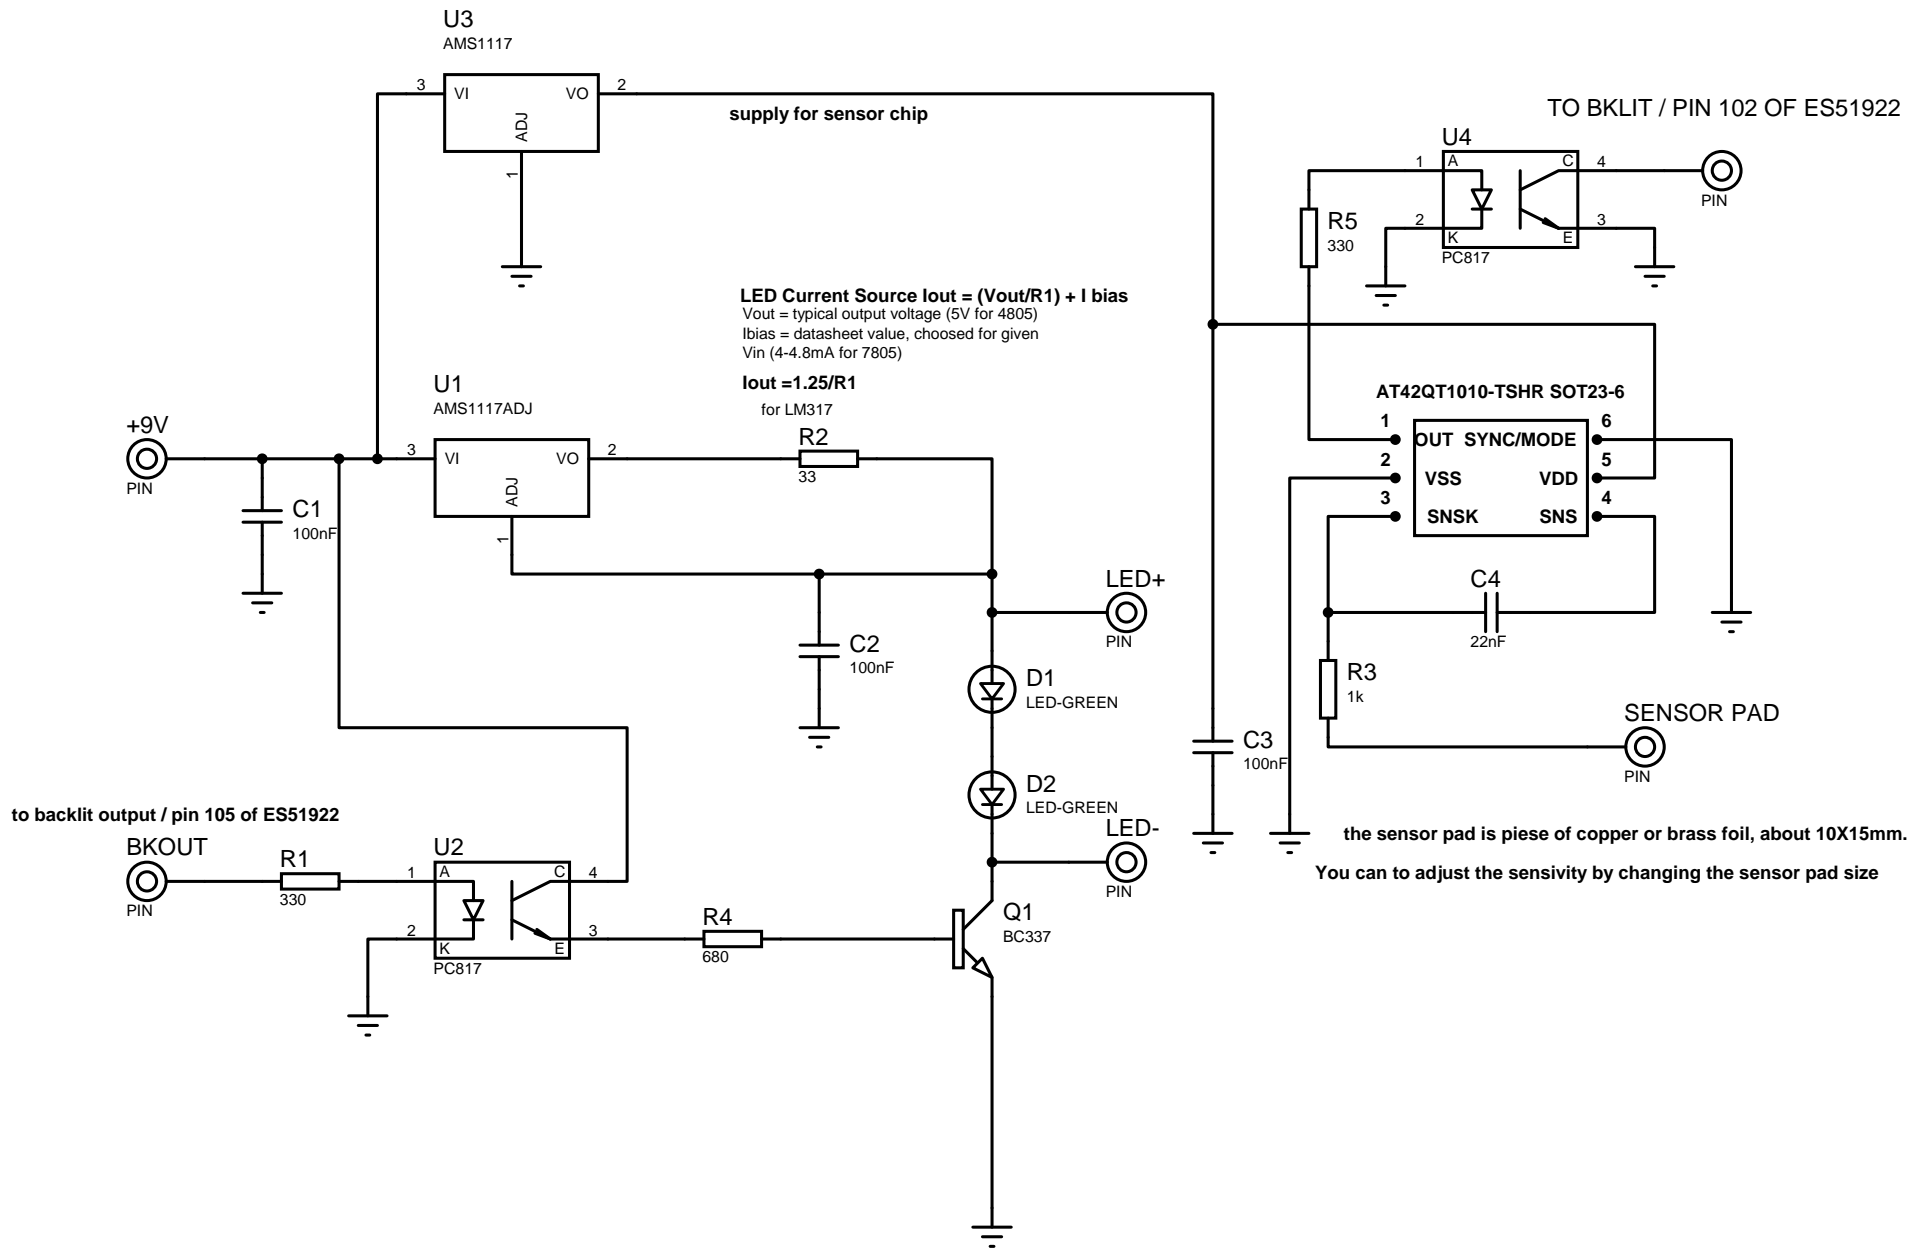 U3
AMS1117
3
VI
VO
2
ADJ
1
supply for sensor chip
TO BKLIT / PIN 102 OF ES51922
U4
1
A
C
4
2
K
E
3
PC817
PIN
R5
330
LED Current Source Iout = (Vout/R1) + I bias
Vout = typical output voltage (5V for 4805)
Ibias = datasheet value, choosed for given
Vin (4-4.8mA for 7805)
Iout =1.25/R1
for LM317
U1
AMS1117ADJ
3
VI
VO
2
ADJ
1
R2
33
+9V
PIN
C1
100nF
AT42QT1010-TSHR SOT23-6
1
OUT
SYNC/MODE
6
2
VSS
VDD
5
3
SNSK
SNS
4
C4
22nF
R3
1k
SENSOR PAD
PIN
LED+
PIN
C2
100nF
D1
LED-GREEN
D2
LED-GREEN
C3
100nF
LED-
PIN
to backlit output / pin 105 of ES51922
BKOUT
PIN
R1
330
U2
1
A
C
4
2
K
E
3
PC817
R4
680
Q1
BC337
the sensor pad is piese of copper or brass foil, about 10X15mm.
You can to adjust the sensivity by changing the sensor pad size